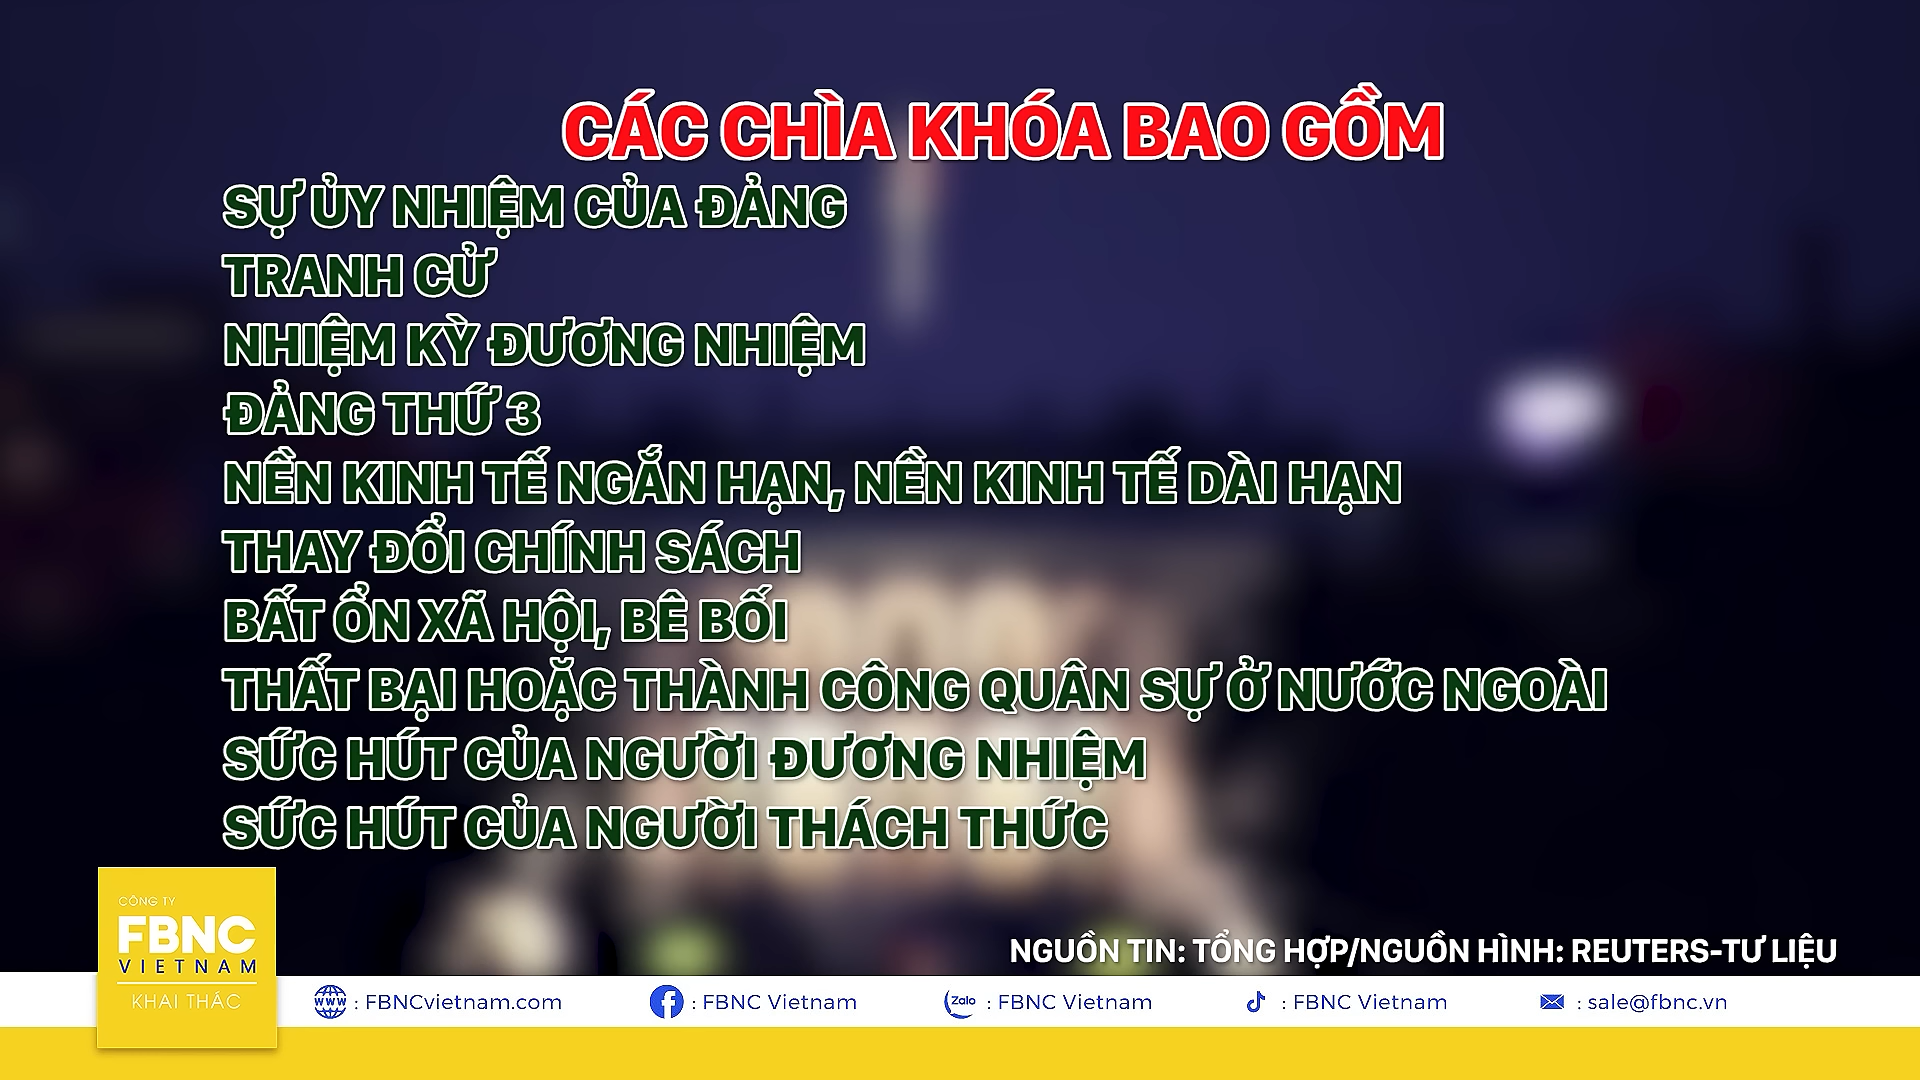 CÁC CHÌA KHÓA BAO GỒM
SỰ ỦY NHIỆM CỦA ĐẢNG
TRANH CỬ
NHIỆM KỲ ĐƯƠNG NHIỆM
ĐẢNG THỨ 3
NỀN KINH TẾ NGẮN HẠN, NỀN KINH TẾ DÀI HẠN
THAY ĐỔI CHÍNH SÁCH
BẤT ỔN XÃ HỘI, BÊ BỐI
THẤT BẠI HOẶC THÀNH CÔNG QUÂN SỰ Ở NƯỚC NGOÀI
SỨC HÚT CỦA NGƯỜI ĐƯƠNG NHIỆM
SỨC HÚT CỦA NGƯỜI THÁCH THỨC
NGUỒN TIN: TỔNG HỢP/NGUỒN HÌNH: REUTERS-TƯ LIỆU
CÔNG TY
FBNC
VIETNAM
KHAI THÁC
www : FBNCvietnam.com
: FBNC Vietnam
Zalo : FBNC Vietnam
: FBNC Vietnam
: sale@fbnc.vn